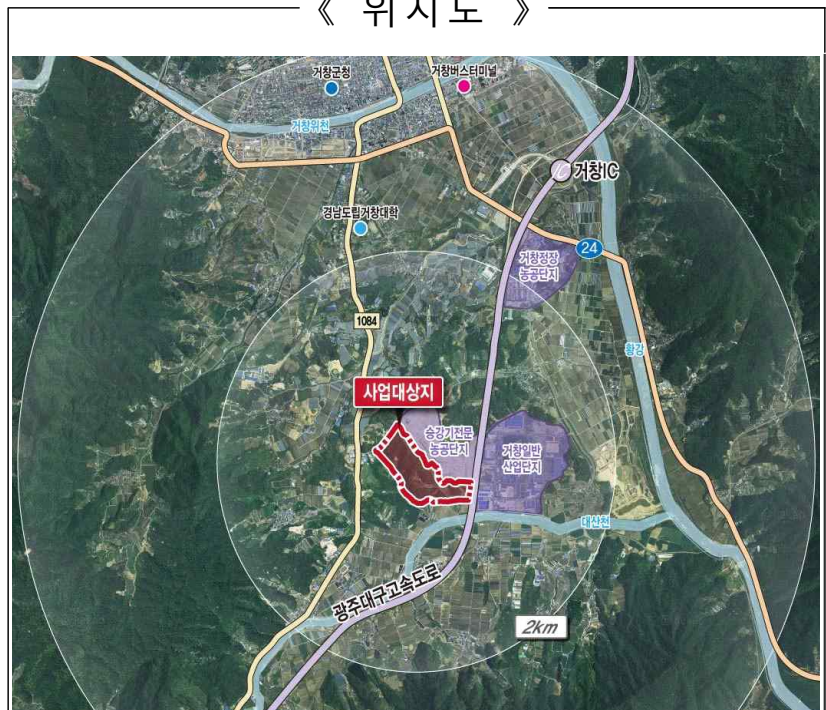 《 위 치 도 》
거창군청
거창버스터미널
거창위천
거창IC
경남도립거창대학
24
거창정장
농공단지
1084
황강
사업대상지
승강기전문
농공단지
거창일반
산업단지
대산천
광주대구고속도로
2km